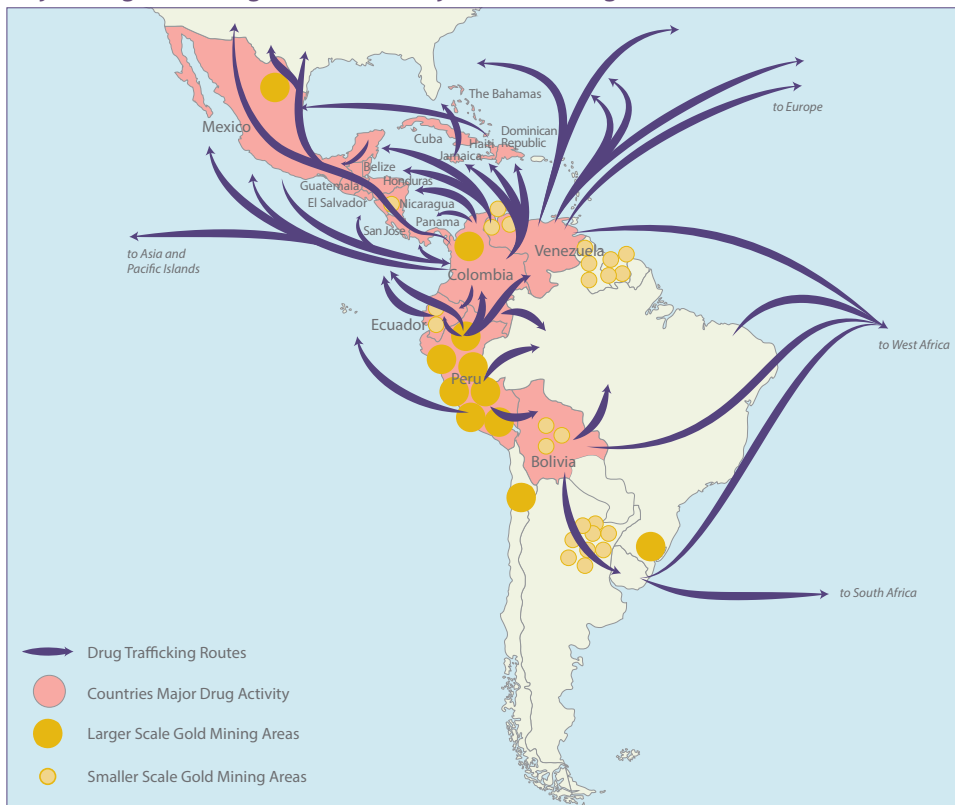 The Bahamas
to Europe
Mexico
Cuba
Haiti
Dominican
Republic
Jamaica
Belize
Guatemala
Honduras
El Salvador
Nicaragua
San Jose
Panama
to Asia and
Pacific Islands
Venezuela
Colombia
Ecuador
to West Africa
Peru
Bolivia
to South Africa
Drug Trafficking Routes
Countries Major Drug Activity
Larger Scale Gold Mining Areas
Smaller Scale Gold Mining Areas